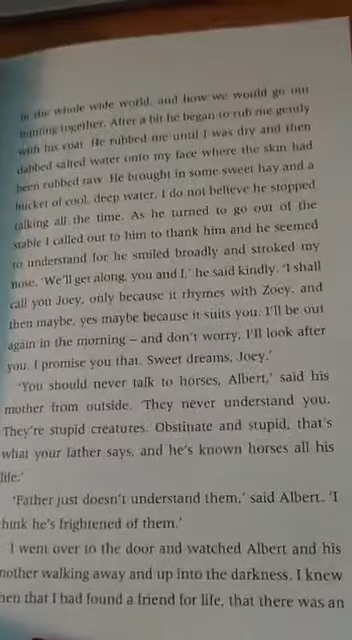 in the whole wide world, and how we would go out
hunting together. After a bit he began to rub me gently
with his coat. He rubbed me until I was dry and then
dabbed salted water onto my face where the skin had
been rubbed raw. He brought in some sweet hay and a
bucket of cool, deep water. I do not believe he stopped
talking all the time. As he turned to go out of the
stable I called out to him to thank him and he seemed
to understand for he smiled broadly and stroked my
nose. 'We'll get along, you and I,' he said kindly. 'I shall
call you Joey, only because it rhymes with Zoey, and
then maybe, yes maybe because it suits you. I'll be out
again in the morning – and don't worry, I'll look after
you. I promise you that. Sweet dreams, Joey.'
'You should never talk to horses, Albert,' said his
mother from outside. 'They never understand you.
They're stupid creatures. Obstinate and stupid, that's
what your father says, and he's known horses all his
life.'
'Father just doesn't understand them,' said Albert. 'I
hink he's frightened of them.'
I went over to the door and watched Albert and his
nother walking away and up into the darkness. I knew
hen that I had found a friend for life, that there was an